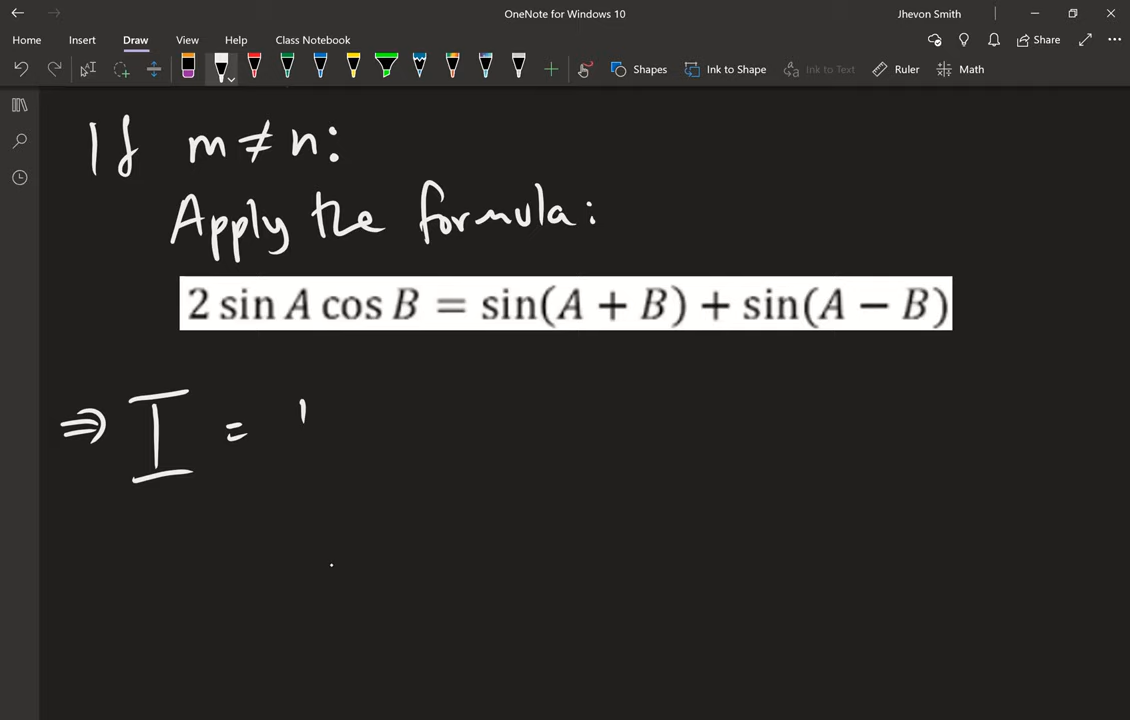 OneNote for Windows 10
Jhevon Smith
Home Insert Draw View Help Class Notebook
Share
Shapes Ink to Shape Ink to Text Ruler Math
If m ≠ n:
Apply the formula:
2 sin A cos B = sin(A + B) + sin(A − B)
⇒ I =